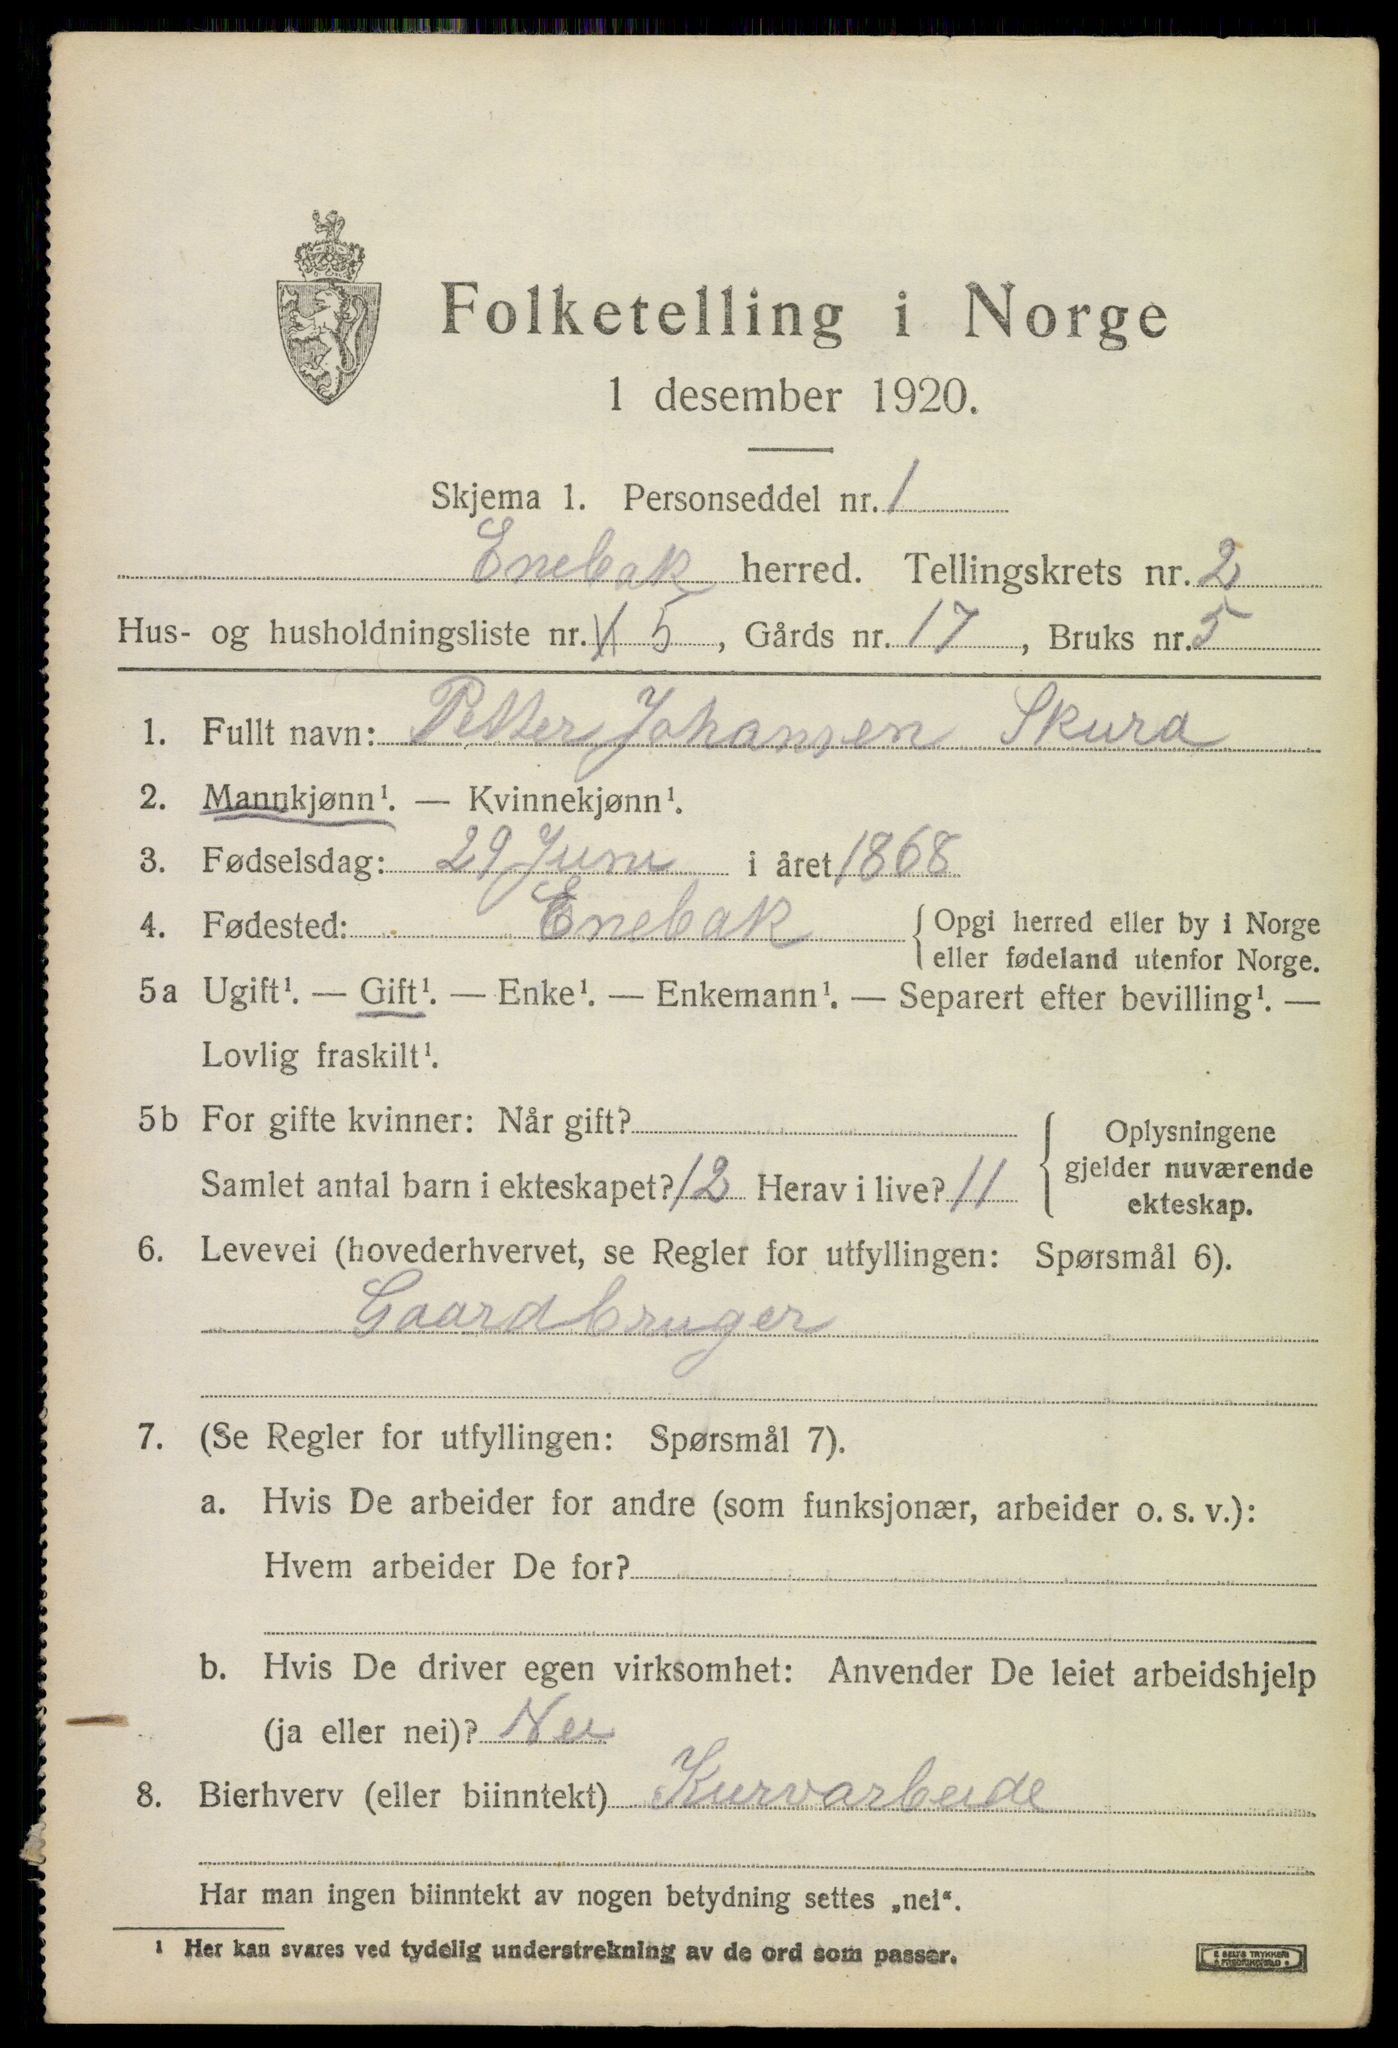 Folketelling i Norge
1 desember 1920.
Skjema 1. Personseddel nr. 1
Enebak herred. Tellingskrets nr. 2
Hus- og husholdningsliste nr. 5, Gårds nr. 17, Bruks nr. 5
1. Fullt navn: Petter Johansen Skura
2. Mannkjønn¹. — Kvinnekjønn¹.
3. Fødselsdag: 29 Juni i året 1868
4. Fødested: Enebak { Opgi herred eller by i Norge
eller fødeland utenfor Norge.
5a Ugift¹. — Gift¹. — Enke¹. — Enkemann¹. — Separert efter bevilling¹. —
Lovlig fraskilt¹.
5b For gifte kvinner: Når gift?
Samlet antal barn i ekteskapet? 12 Herav i live? 11
{ Oplysningene
gjelder nuværende
ekteskap.
6. Levevei (hovederhvervet, se Regler for utfyllingen: Spørsmål 6).
Gaardbruger
7. (Se Regler for utfyllingen: Spørsmål 7).
a. Hvis De arbeider for andre (som funksjonær, arbeider o. s. v.):
Hvem arbeider De for?
b. Hvis De driver egen virksomhet: Anvender De leiet arbeidshjelp
(ja eller nei)? Nei
8. Bierhverv (eller biinntekt) Kurvarbeide
Har man ingen biinntekt av nogen betydning settes „nei“.
¹ Her kan svares ved tydelig understrekning av de ord som passer.